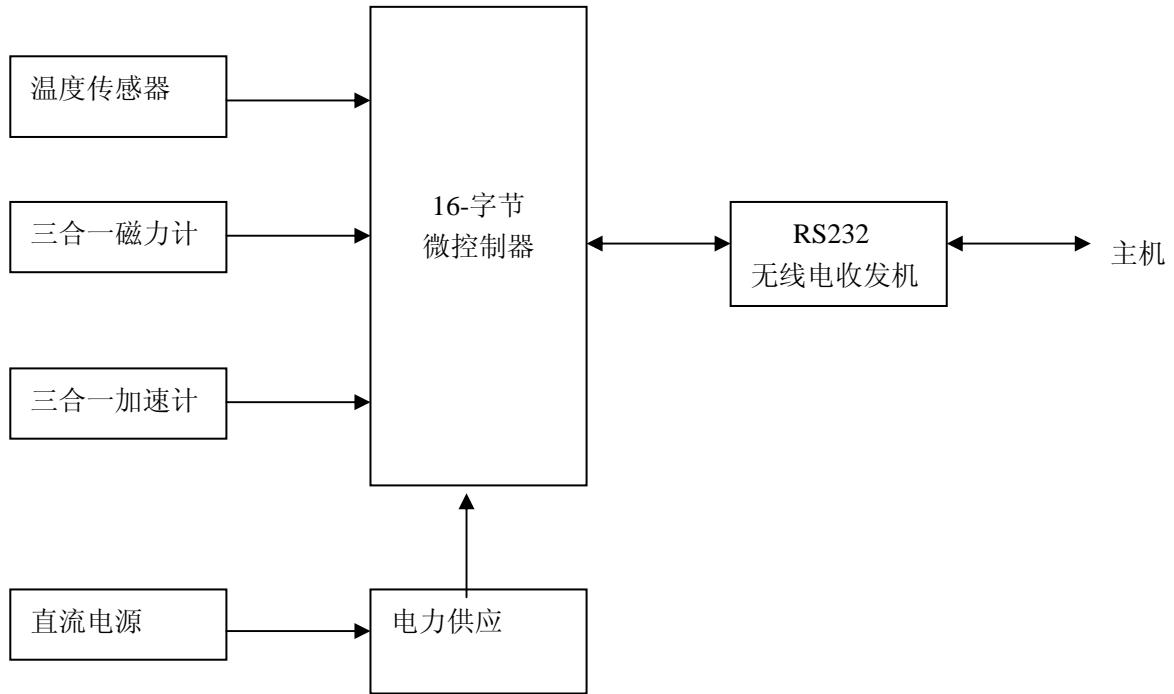 温度传感器
三合一磁力计
三合一加速计
16-字节
微控制器
RS232
无线电收发机
主机
直流电源
电力供应